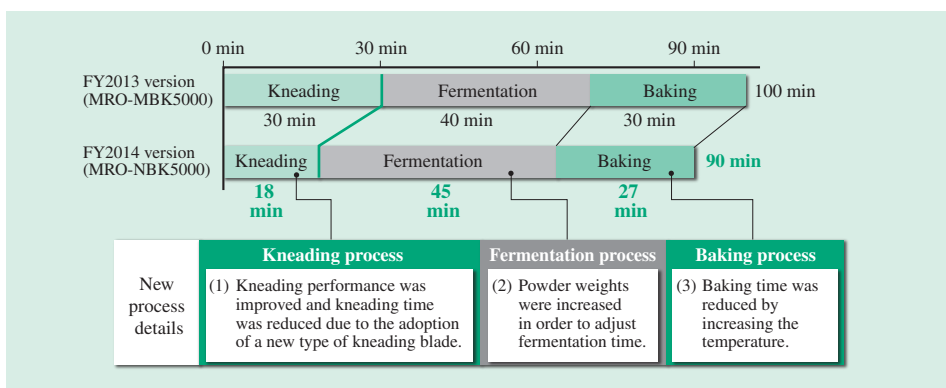 0 min 30 min 60 min 90 min
FY2013 version
(MRO-MBK5000)
Kneading Fermentation Baking 100 min
30 min 40 min 30 min
FY2014 version
(MRO-NBK5000)
Kneading Fermentation Baking 90 min
18
min
45
min
27
min
New
process
details
Kneading process
(1) Kneading performance was
improved and kneading time
was reduced due to the adoption
of a new type of kneading blade.
Fermentation process
(2) Powder weights
were increased
in order to adjust
fermentation time.
Baking process
(3) Baking time was
reduced by
increasing the
temperature.